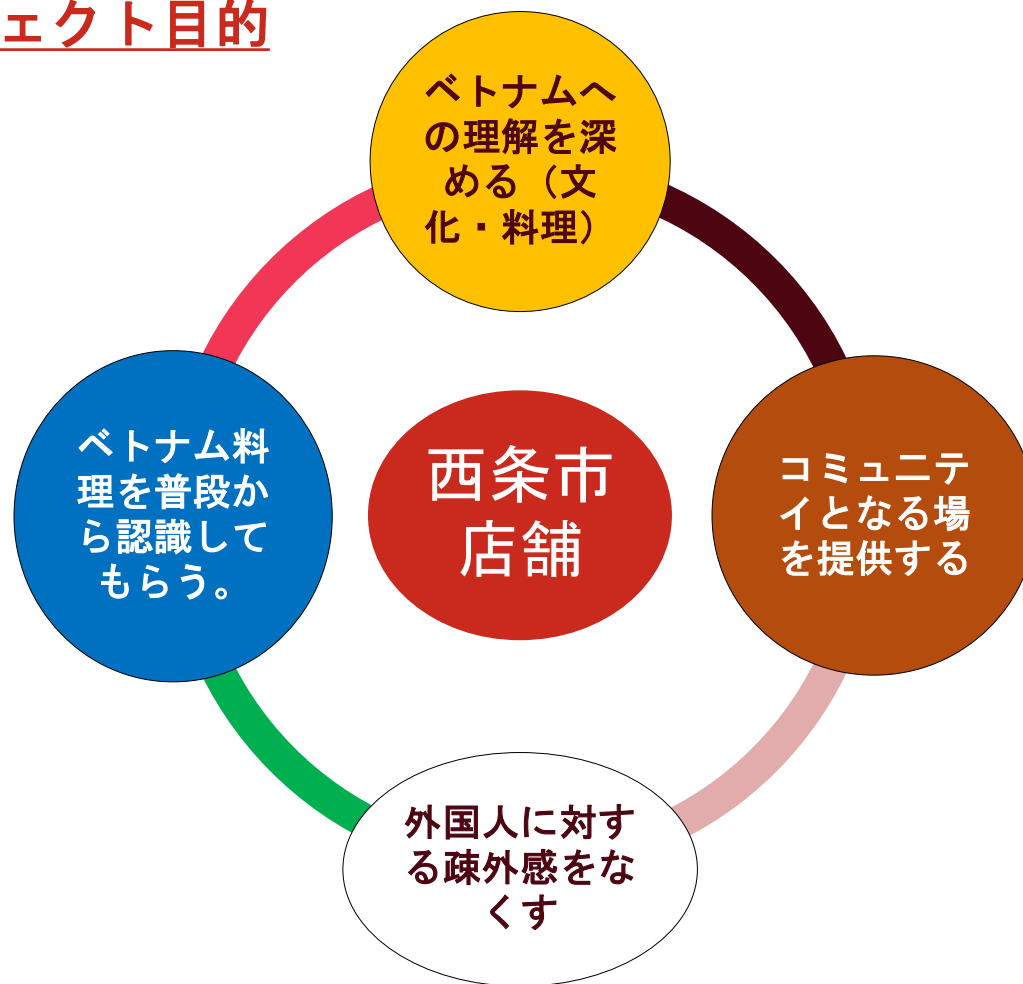 ェクト目的
ベトナムへ
の理解を深
める（文
化・料理）
ベトナム料
理を普段か
ら認識して
もらう。
西条市
店舗
コミュニテ
イとなる場
を提供する
外国人に対す
る疎外感をな
くす